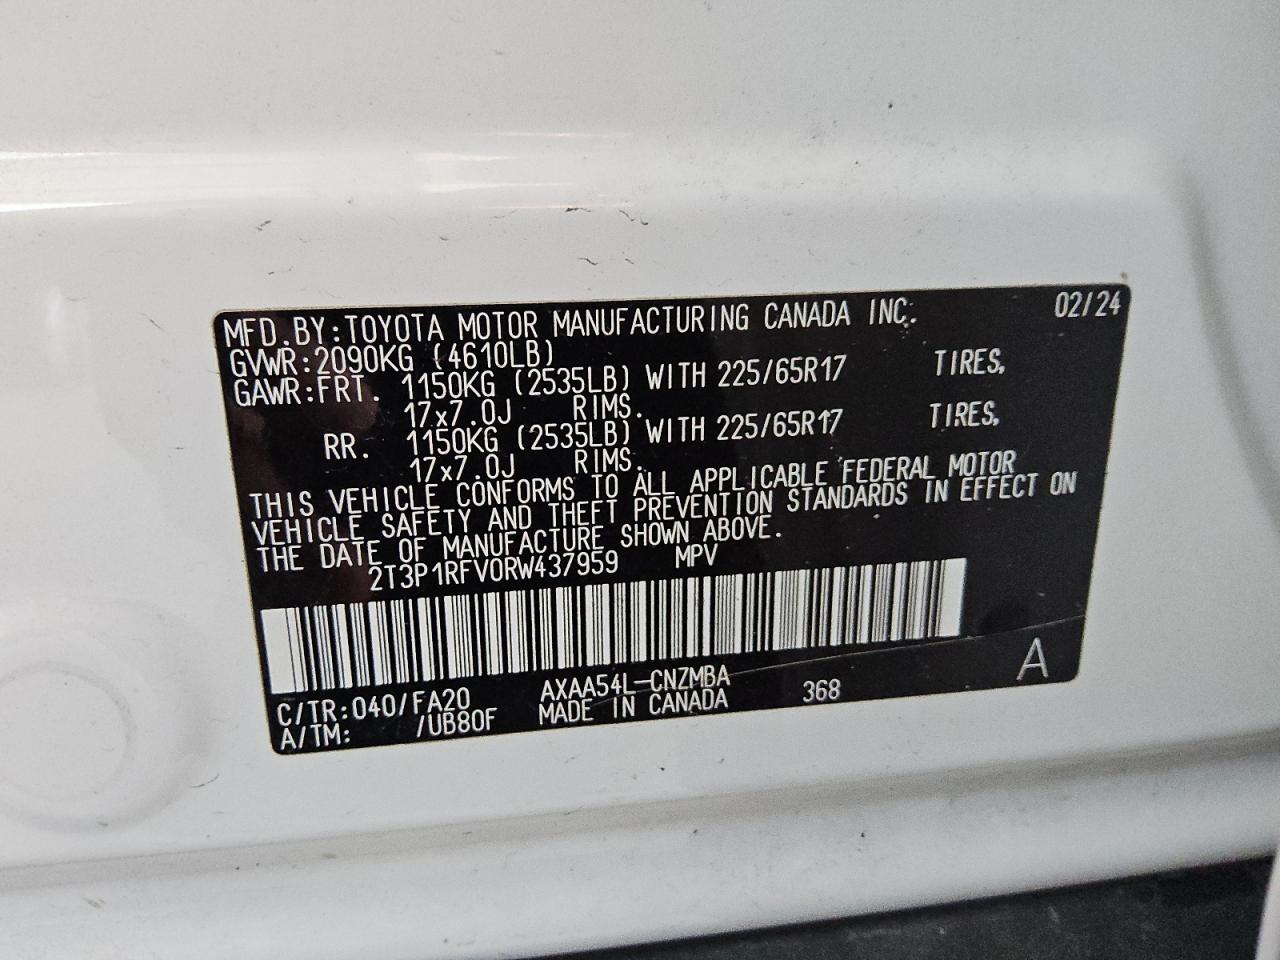 MFD.BY:TOYOTA MOTOR MANUFACTURING CANADA INC. 02/24
GVWR:2090KG (4610LB)
GAWR:FRT. 1150KG (2535LB) WITH 225/65R17 TIRES,
17x7.0J RIMS.
RR. 1150KG (2535LB) WITH 225/65R17 TIRES,
17x7.0J RIMS.
THIS VEHICLE CONFORMS TO ALL APPLICABLE FEDERAL MOTOR
VEHICLE SAFETY AND THEFT PREVENTION STANDARDS IN EFFECT ON
THE DATE OF MANUFACTURE SHOWN ABOVE.
2T3P1RFV0RW437959 MPV
A
C/TR:040/FA20 AXAA54L-CNZMBA 368
A/TM: /UB80F MADE IN CANADA